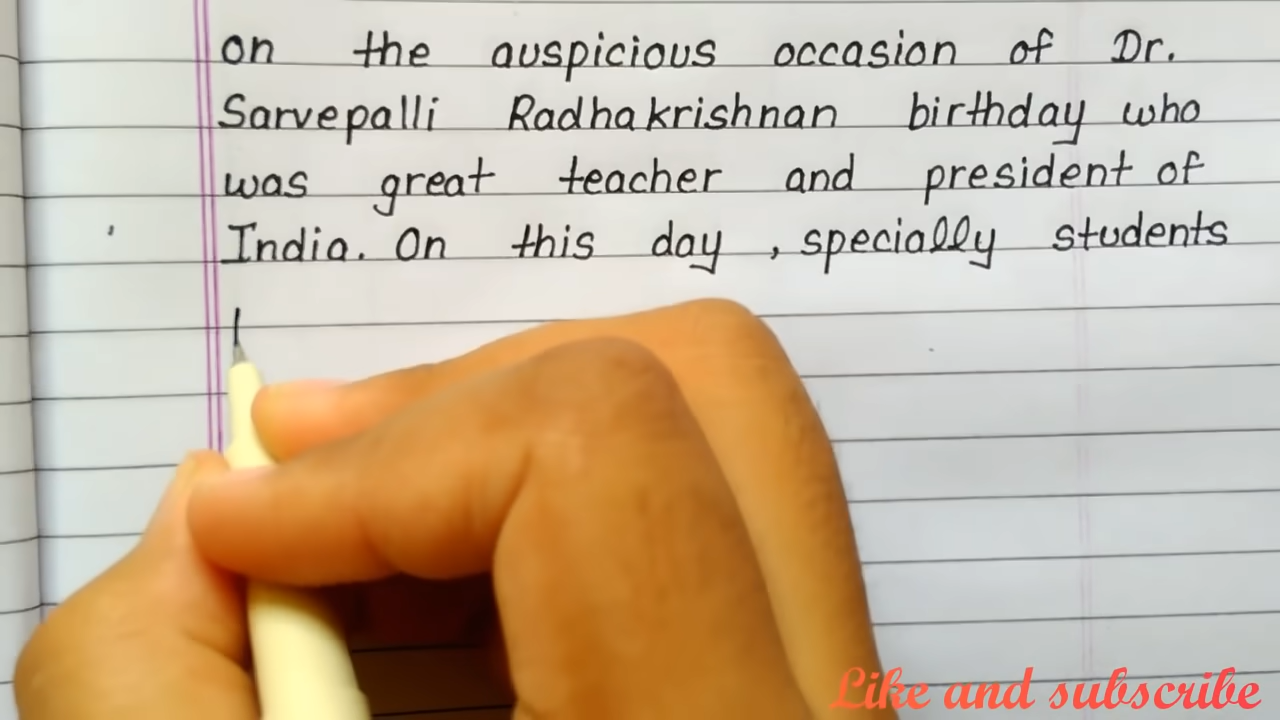 on the auspicious occasion of Dr.
Sarvepalli Radhakrishnan birthday who
was great teacher and president of
India. On this day , specially students
Like and subscribe